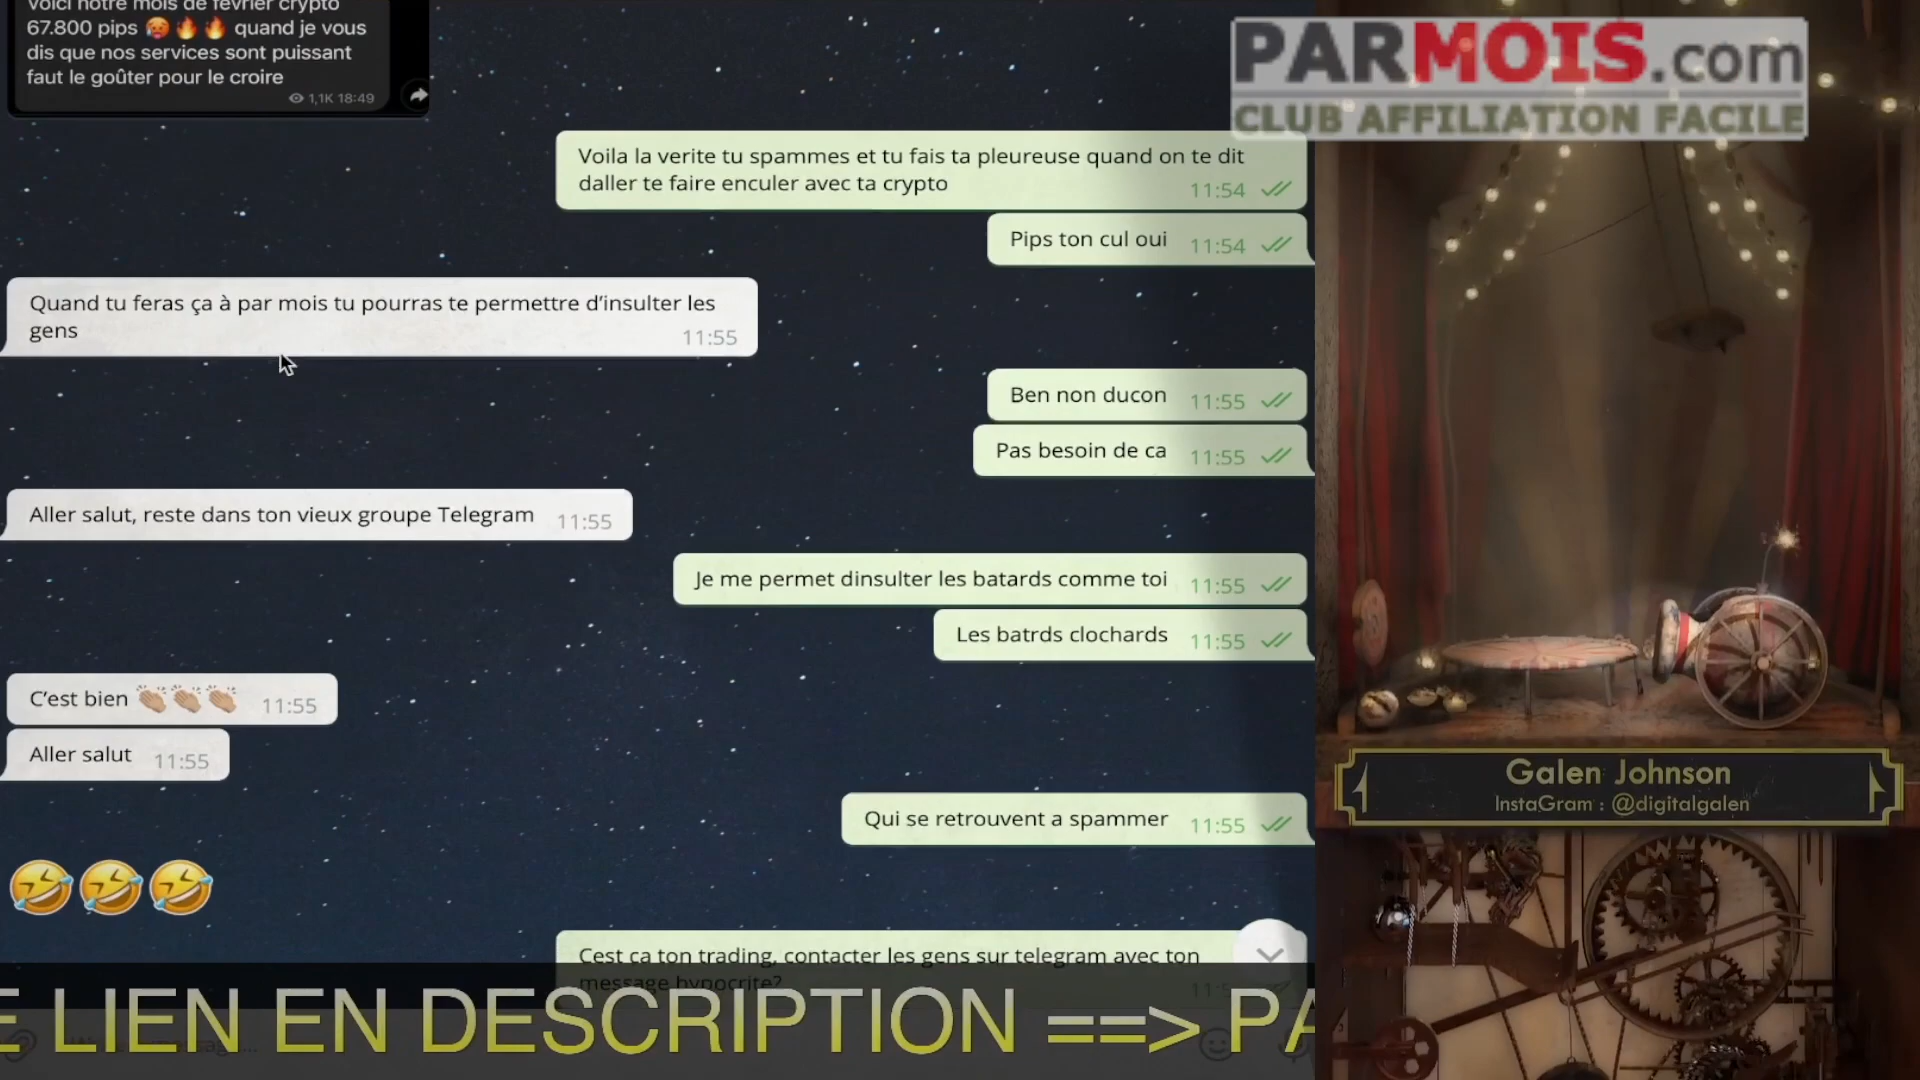 Voici notre mois de février crypto
67.800 pips 🥵🔥🔥 quand je vous
dis que nos services sont puissant
faut le goûter pour le croire
1,1K 18:49
PARMOIS.com
CLUB AFFILIATION FACILE
Voila la verite tu spammes et tu fais ta pleureuse quand on te dit
daller te faire enculer avec ta crypto
11:54
Pips ton cul oui 11:54
Quand tu feras ça à par mois tu pourras te permettre d’insulter les
gens
11:55
Ben non ducon 11:55
Pas besoin de ca 11:55
Aller salut, reste dans ton vieux groupe Telegram 11:55
Je me permet dinsulter les batards comme toi 11:55
Les batrds clochards 11:55
C’est bien 👏🏼👏🏼👏🏼 11:55
Aller salut 11:55
Qui se retrouvent a spammer 11:55
🤣🤣🤣
Cest ca ton trading, contacter les gens sur telegram avec ton
message hypocrite?
LIEN EN DESCRIPTION ==> PA
Galen Johnson
InstaGram : @digitalgalen